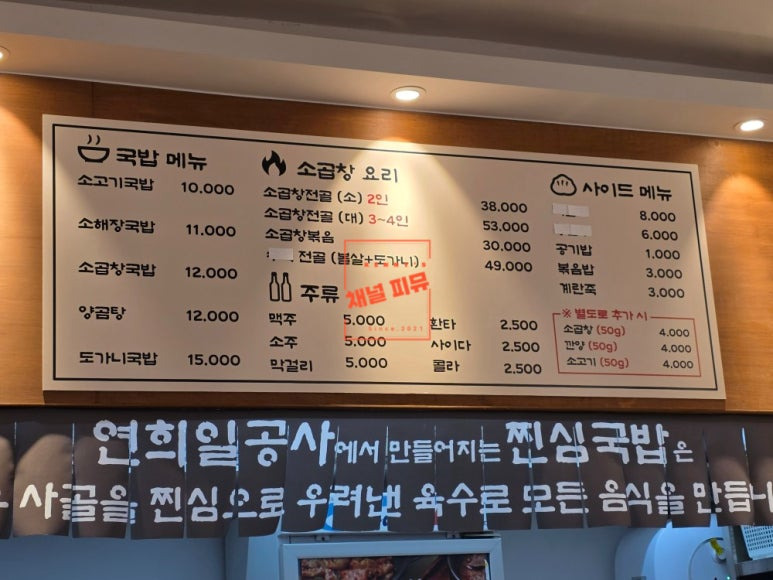 국밥 메뉴
소고기국밥 10.000
소해장국밥 11.000
소곱창국밥 12.000
양곰탕 12.000
도가니국밥 15.000
소곱창 요리
소곱창전골 (소) 2인 38.000
소곱창전골 (대) 3~4인 53.000
소곱창볶음 30.000
전골 (볼살+도가니) 49.000
주류
맥주 5.000
소주 5.000
막걸리 5.000
환타 2.500
사이다 2.500
콜라 2.500
사이드 메뉴
8.000
6.000
공기밥 1.000
볶음밥 3.000
계란죽 3.000
※ 별도로 추가 시
소곱창 (50g) 4.000
깐양 (50g) 4.000
소고기 (50g) 4.000
채널 피뮤
Since.2021
연희일공사에서 만들어지는 찐심국밥은
사골을 찐심으로 우려낸 육수로 모든 음식을 만듭니